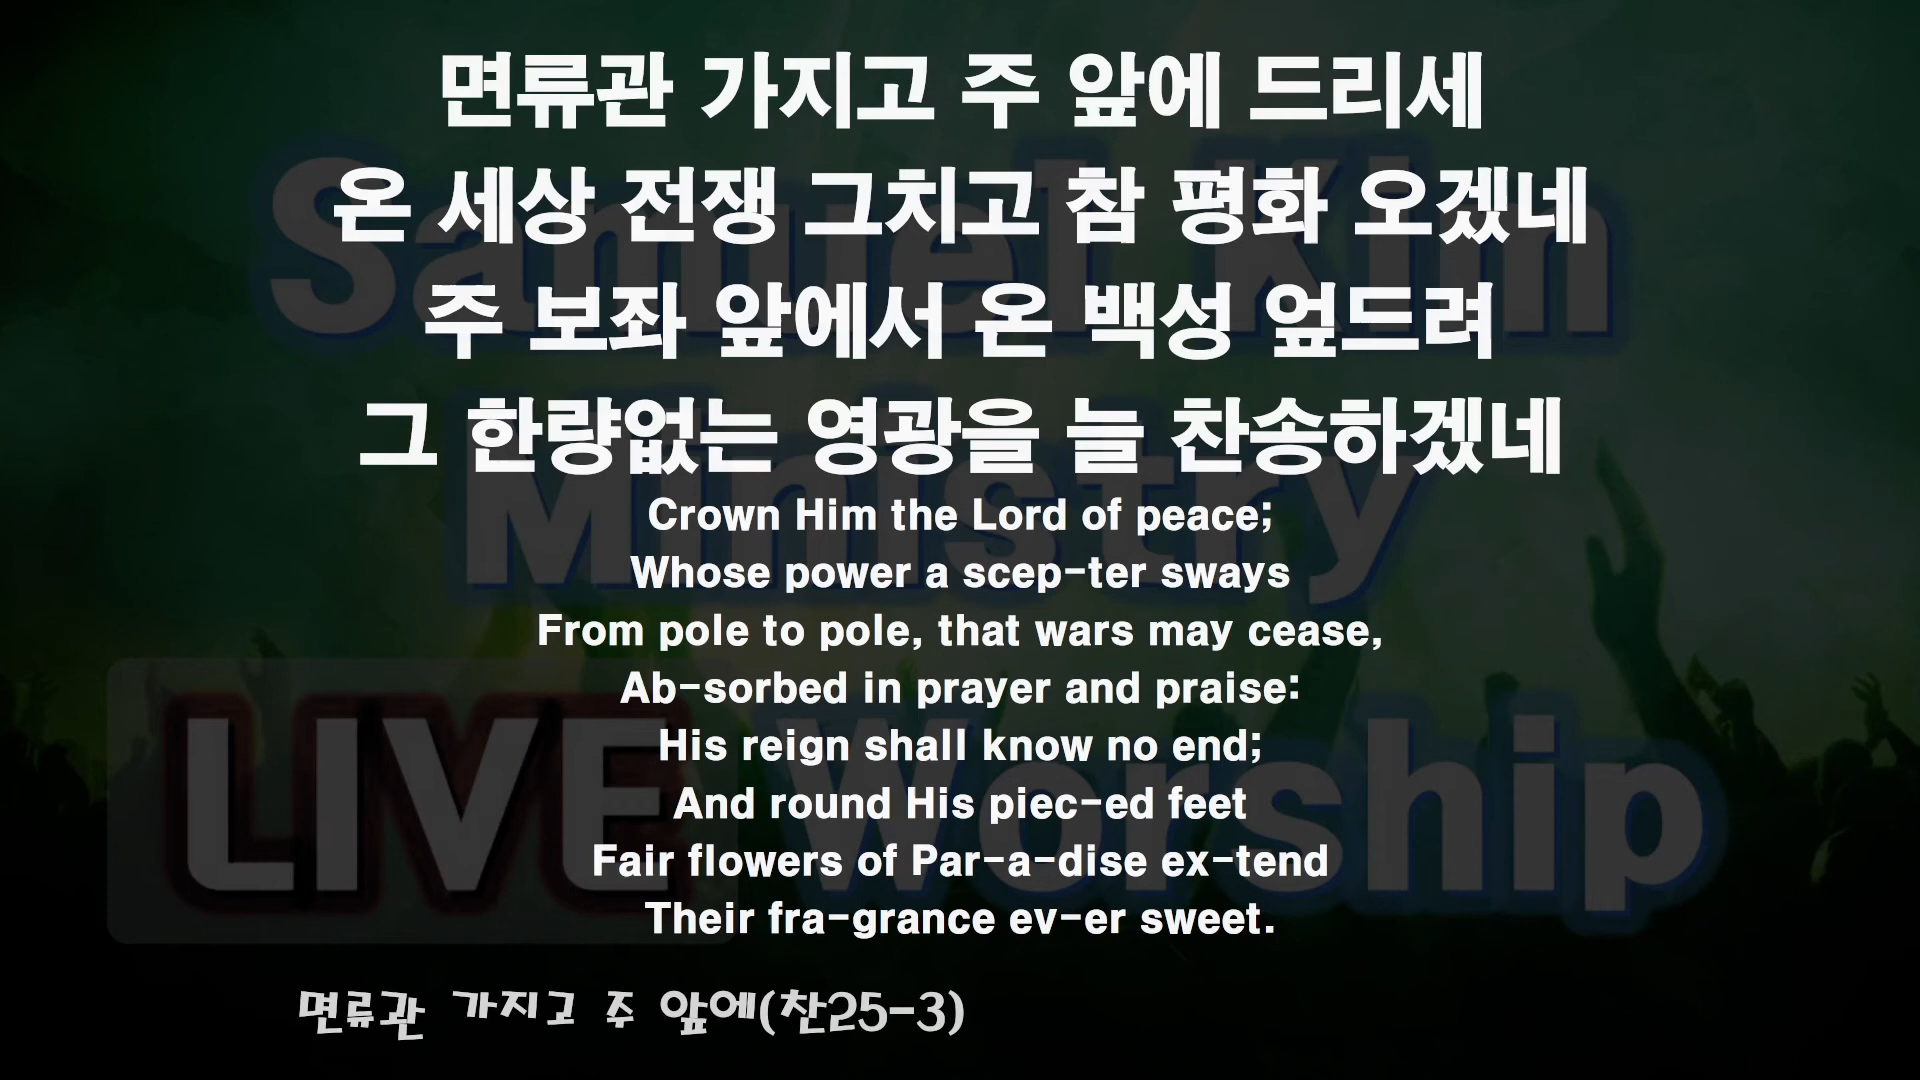 면류관 가지고 주 앞에 드리세
온 세상 전쟁 그치고 참 평화 오겠네
주 보좌 앞에서 온 백성 엎드려
그 한량없는 영광을 늘 찬송하겠네
Crown Him the Lord of peace;
Whose power a scep-ter sways
From pole to pole, that wars may cease,
Ab-sorbed in prayer and praise:
His reign shall know no end;
And round His piec-ed feet
Fair flowers of Par-a-dise ex-tend
Their fra-grance ev-er sweet.
면류관 가지고 주 앞에(찬25-3)
Samuel Kim
Ministry
LIVE Worship